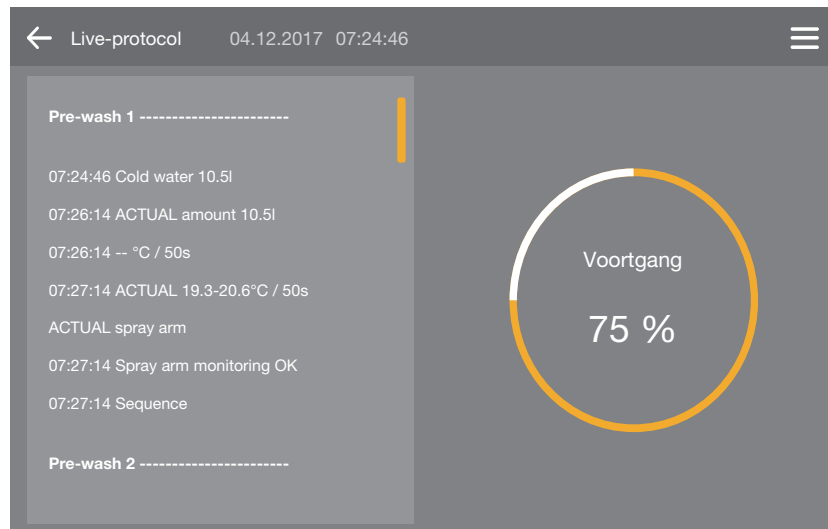 Live-protocol 04.12.2017 07:24:46
Pre-wash 1 -----------------------
07:24:46 Cold water 10.5l
07:26:14 ACTUAL amount 10.5l
07:26:14 -- °C / 50s
07:27:14 ACTUAL 19.3-20.6°C / 50s
ACTUAL spray arm
07:27:14 Spray arm monitoring OK
07:27:14 Sequence
Pre-wash 2 -----------------------
Voortgang
75 %